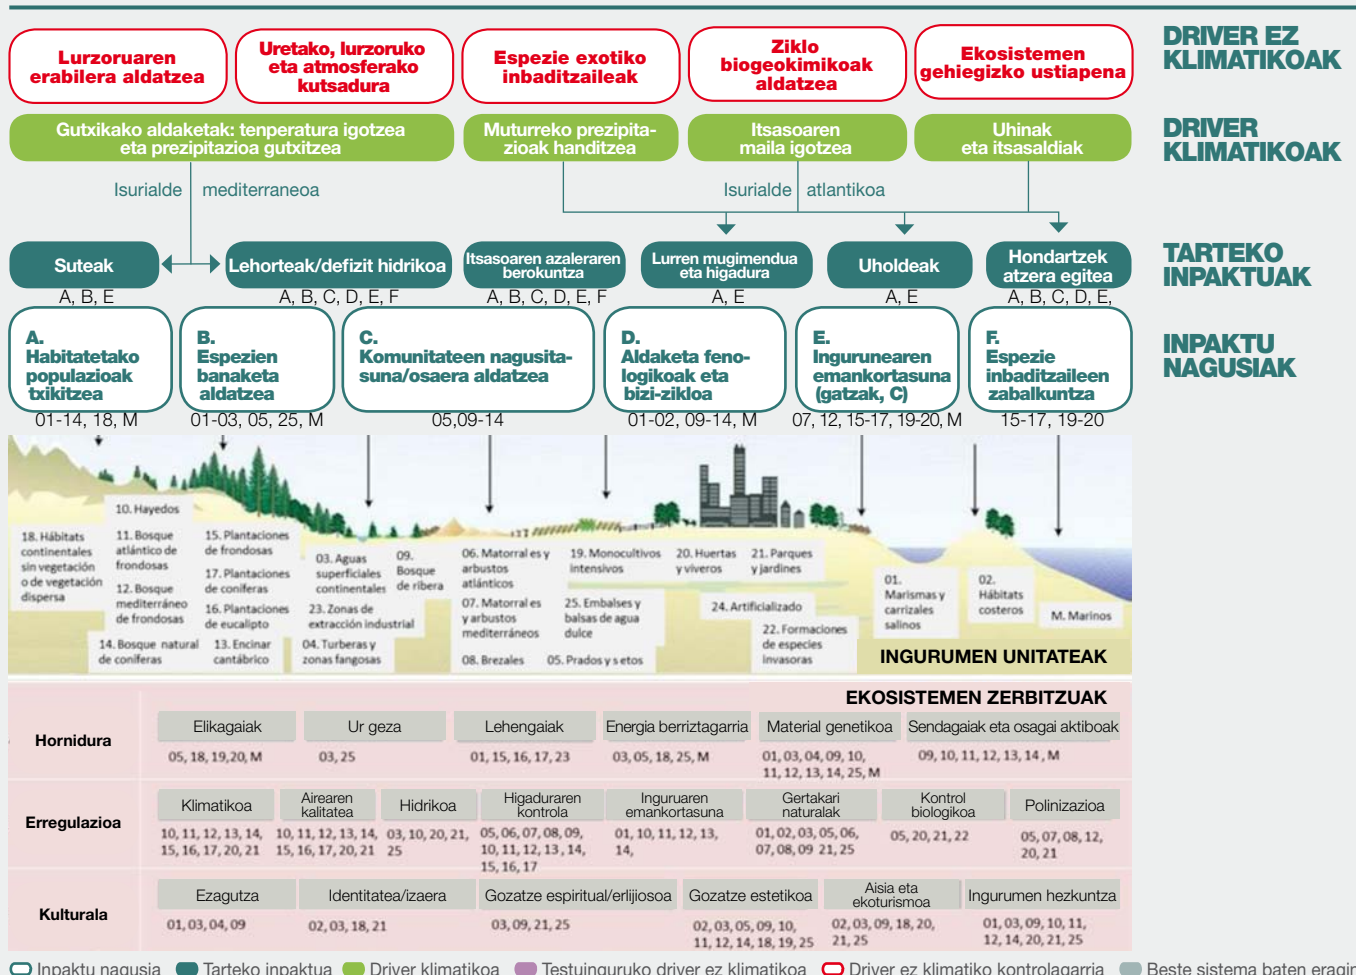 Lurzoruaren
erabilera aldatzea
Uretako, lurzoruko
eta atmosferako
kutsadura
Espezie exotiko
inbaditzaileak
Ziklo
biogeokimikoak
aldatzea
Ekosistemen
gehiegizko ustiapena
DRIVER EZ
KLIMATIKOAK
Gutxikako aldaketak: tenperatura igotzea
eta prezipitazioa gutxitzea
Muturreko prezipita-
zioak handitzea
Itsasoaren
maila igotzea
Uhinak
eta itsasaldiak
DRIVER
KLIMATIKOAK
Isurialde mediterraneoa
Isurialde atlantikoa
Suteak
Lehorteak/defizit hidrikoa
Itsasoaren azaleraren
berokuntza
Lurren mugimendua
eta higadura
Uholdeak
Hondartzek
atzera egitea
TARTEKO
INPAKTUAK
A, B, E
A, B, C, D, E, F
A, B, C, D, E, F
A, E
A, E
A, B, C, D, E,
A.
Habitatetako
populazioak
txikitzea
B.
Espezien
banaketa
aldatzea
C.
Komunitateen nagusita-
suna/osaera aldatzea
D.
Aldaketa feno-
logikoak eta
bizi-zikloa
E.
Ingurunearen
emankortasuna
(gatzak, C)
F.
Espezie
inbaditzaileen
zabalkuntza
INPAKTU
NAGUSIAK
01-14, 18, M
01-03, 05, 25, M
05,09-14
01-02, 09-14, M
07, 12, 15-17, 19-20, M
15-17, 19-20
18. Hábitats
continentales
sin vegetación
o de vegetación
dispersa
10. Hayedos
11. Bosque
atlántico de
frondosas
12. Bosque
mediterráneo
de frondosas
14. Bosque natural
de coníferas
15. Plantaciones
de frondosas
17. Plantaciones
de coníferas
16. Plantaciones
de eucalipto
13. Encinar
cantábrico
03. Aguas
superficiales
continentales
09.
Bosque
de ribera
23. Zonas de
extracción industrial
04. Turberas y
zonas fangosas
06. Matorrales y
arbustos
atlánticos
07. Matorrales
y arbustos
mediterráneos
08. Brezales
19. Monocultivos
intensivos
25. Embalses y
balsas de agua
dulce
05. Prados y setos
20. Huertas
y viveros
21. Parques
y jardines
24. Artificializado
22. Formaciones
de especies
invasoras
01.
Marismas y
carrizales
salinos
02.
Hábitats
costeros
M. Marinos
INGURUMEN UNITATEAK
EKOSISTEMEN ZERBITZUAK
Hornidura
Elikagaiak
05, 18, 19,20, M
Ur geza
03, 25
Lehengaiak
01, 15, 16, 17, 23
Energia berriztagarria
03, 05, 18, 25, M
Material genetikoa
01, 03, 04, 09, 10,
11, 12, 13, 14, 25, M
Sendagaiak eta osagai aktiboak
09, 10, 11, 12, 13, 14 , M
Erregulazioa
Klimatikoa
10, 11, 12, 13, 14,
15, 16, 17, 20, 21
Airearen
kalitatea
10, 11, 12, 13, 14,
15, 16, 17, 20, 21
Hidrikoa
03, 10, 20, 21,
25
Higaduraren
kontrola
05, 06, 07, 08, 09,
10, 11, 12, 13, 14,
15, 16, 17
Inguruaren
emankortasuna
01, 10, 11, 12, 13,
14,
Gertakari
naturalak
01, 02, 03, 05, 06,
07, 08, 09 21, 25
Kontrol
biologikoa
05, 20, 21, 22
Polinizazioa
05, 07, 08, 12,
20, 21
Kulturala
Ezagutza
01, 03, 04, 09
Identitatea/izaera
02, 03, 18, 21
Gozatze espiritual/erlijiosoa
03, 09, 21, 25
Gozatze estetikoa
02, 03, 05, 09, 10,
11, 12, 14, 18, 19, 25
Aisia eta
ekoturismoa
02, 03, 09, 18, 20,
21, 25
Ingurumen hezkuntza
01, 03, 09, 10, 11,
12, 14, 20, 21, 25
Inpaktu nagusia Tarteko inpaktua Driver klimatikoa Testuinguruko driver ez klimatikoa Driver ez klimatiko kontrolagarria Beste sistema baten eragin